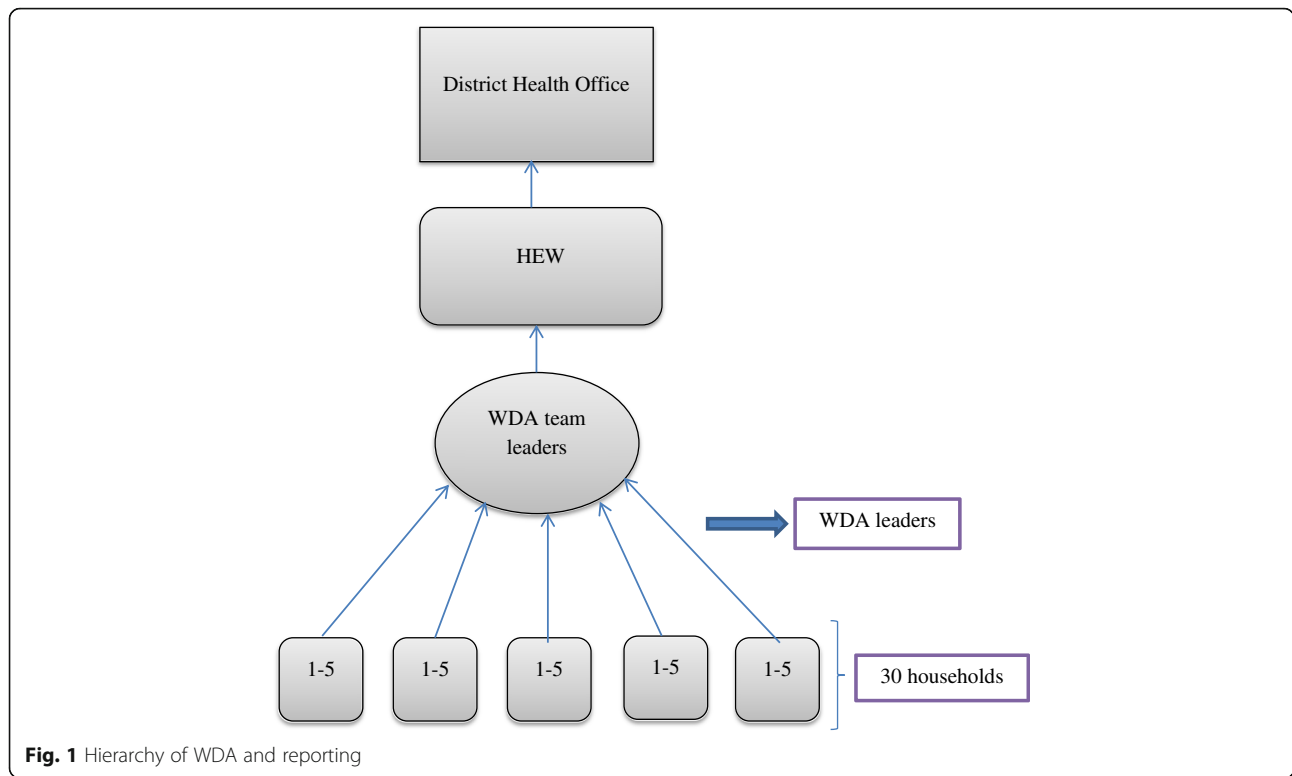 District Health Office
HEW
WDA team
leaders
WDA leaders
1-5
1-5
1-5
1-5
1-5
30 households
Fig. 1 Hierarchy of WDA and reporting